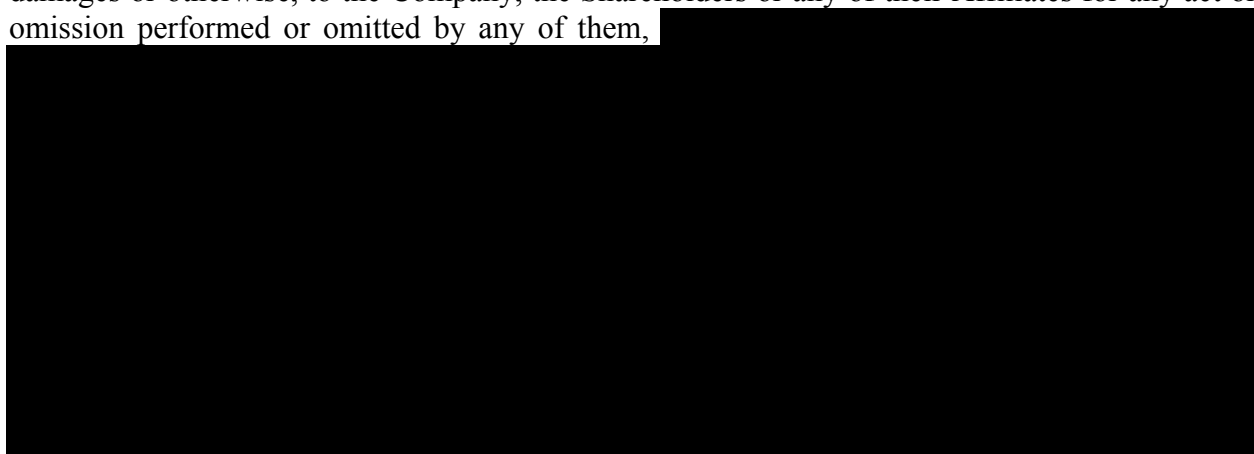 damages or otherwise, to the Company, the Shareholders or any of their Affiliates for any act or
omission performed or omitted by any of them,